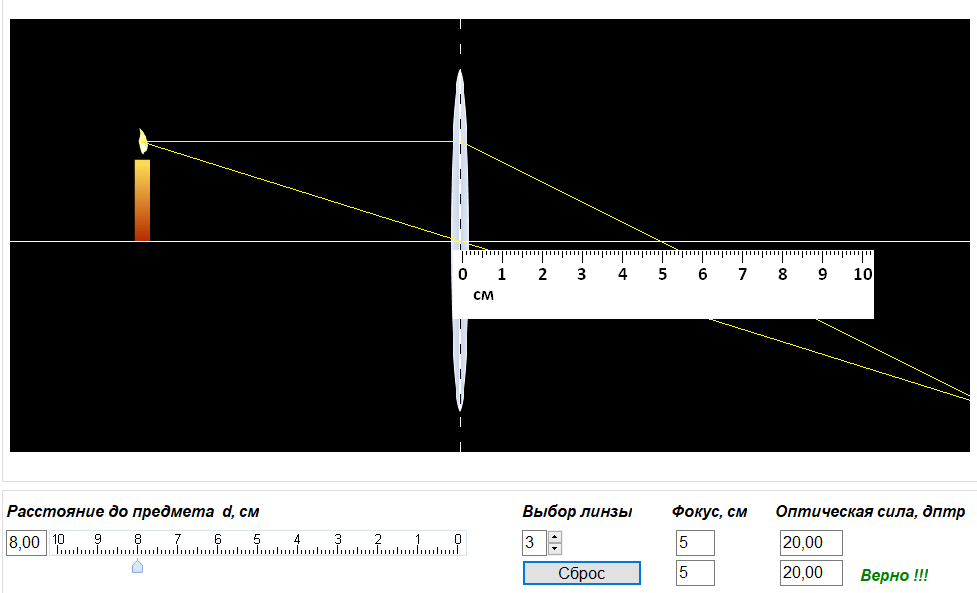 0 1 2 3 4 5 6 7 8 9 10
см
Расстояние до предмета d, см
Выбор линзы
Фокус, см
Оптическая сила, дптр
8,00
10 9 8 7 6 5 4 3 2 1 0
3
5
20,00
Сброс
5
20,00
Верно !!!